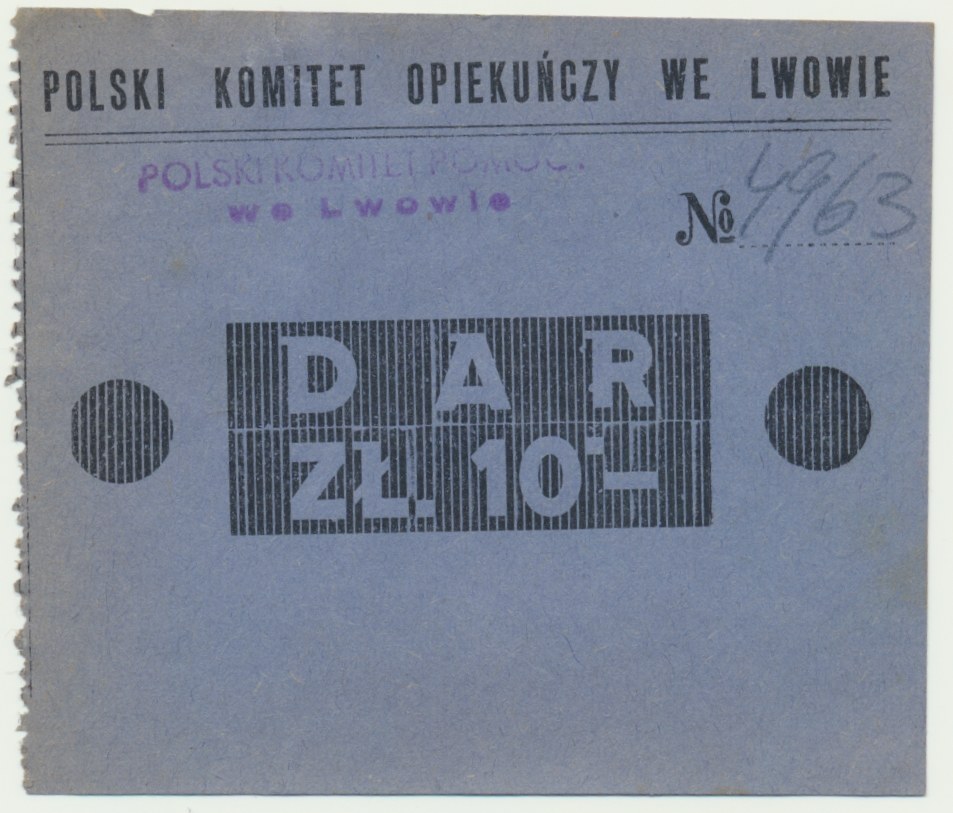 POLSKI KOMITET OPIEKUŃCZY WE LWOWIE
POLSKI KOMITET POMOCY
we Lwowie
№ 4963
DAR
ZŁ. 10.—